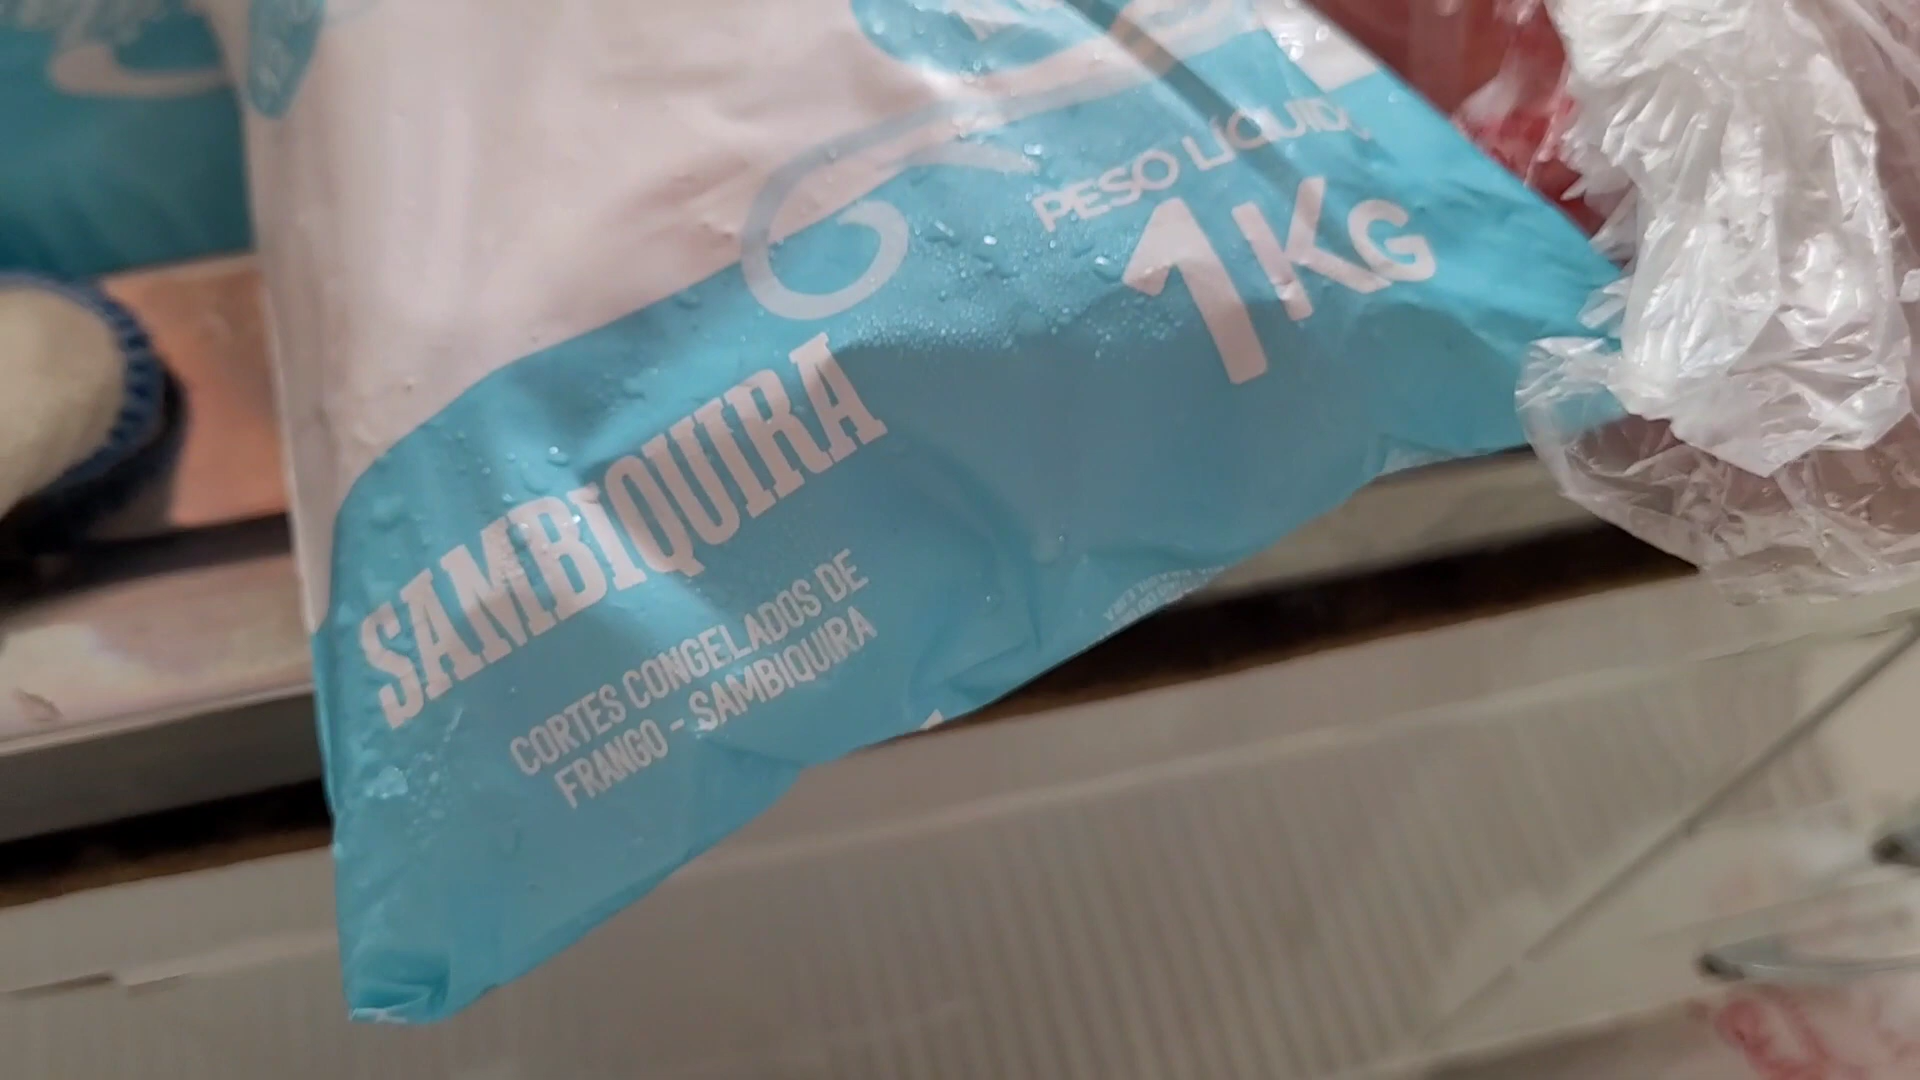 PESO LÍQUIDO
1KG
SAMBIQUIRA
CORTES CONGELADOS DE
FRANGO - SAMBIQUIRA